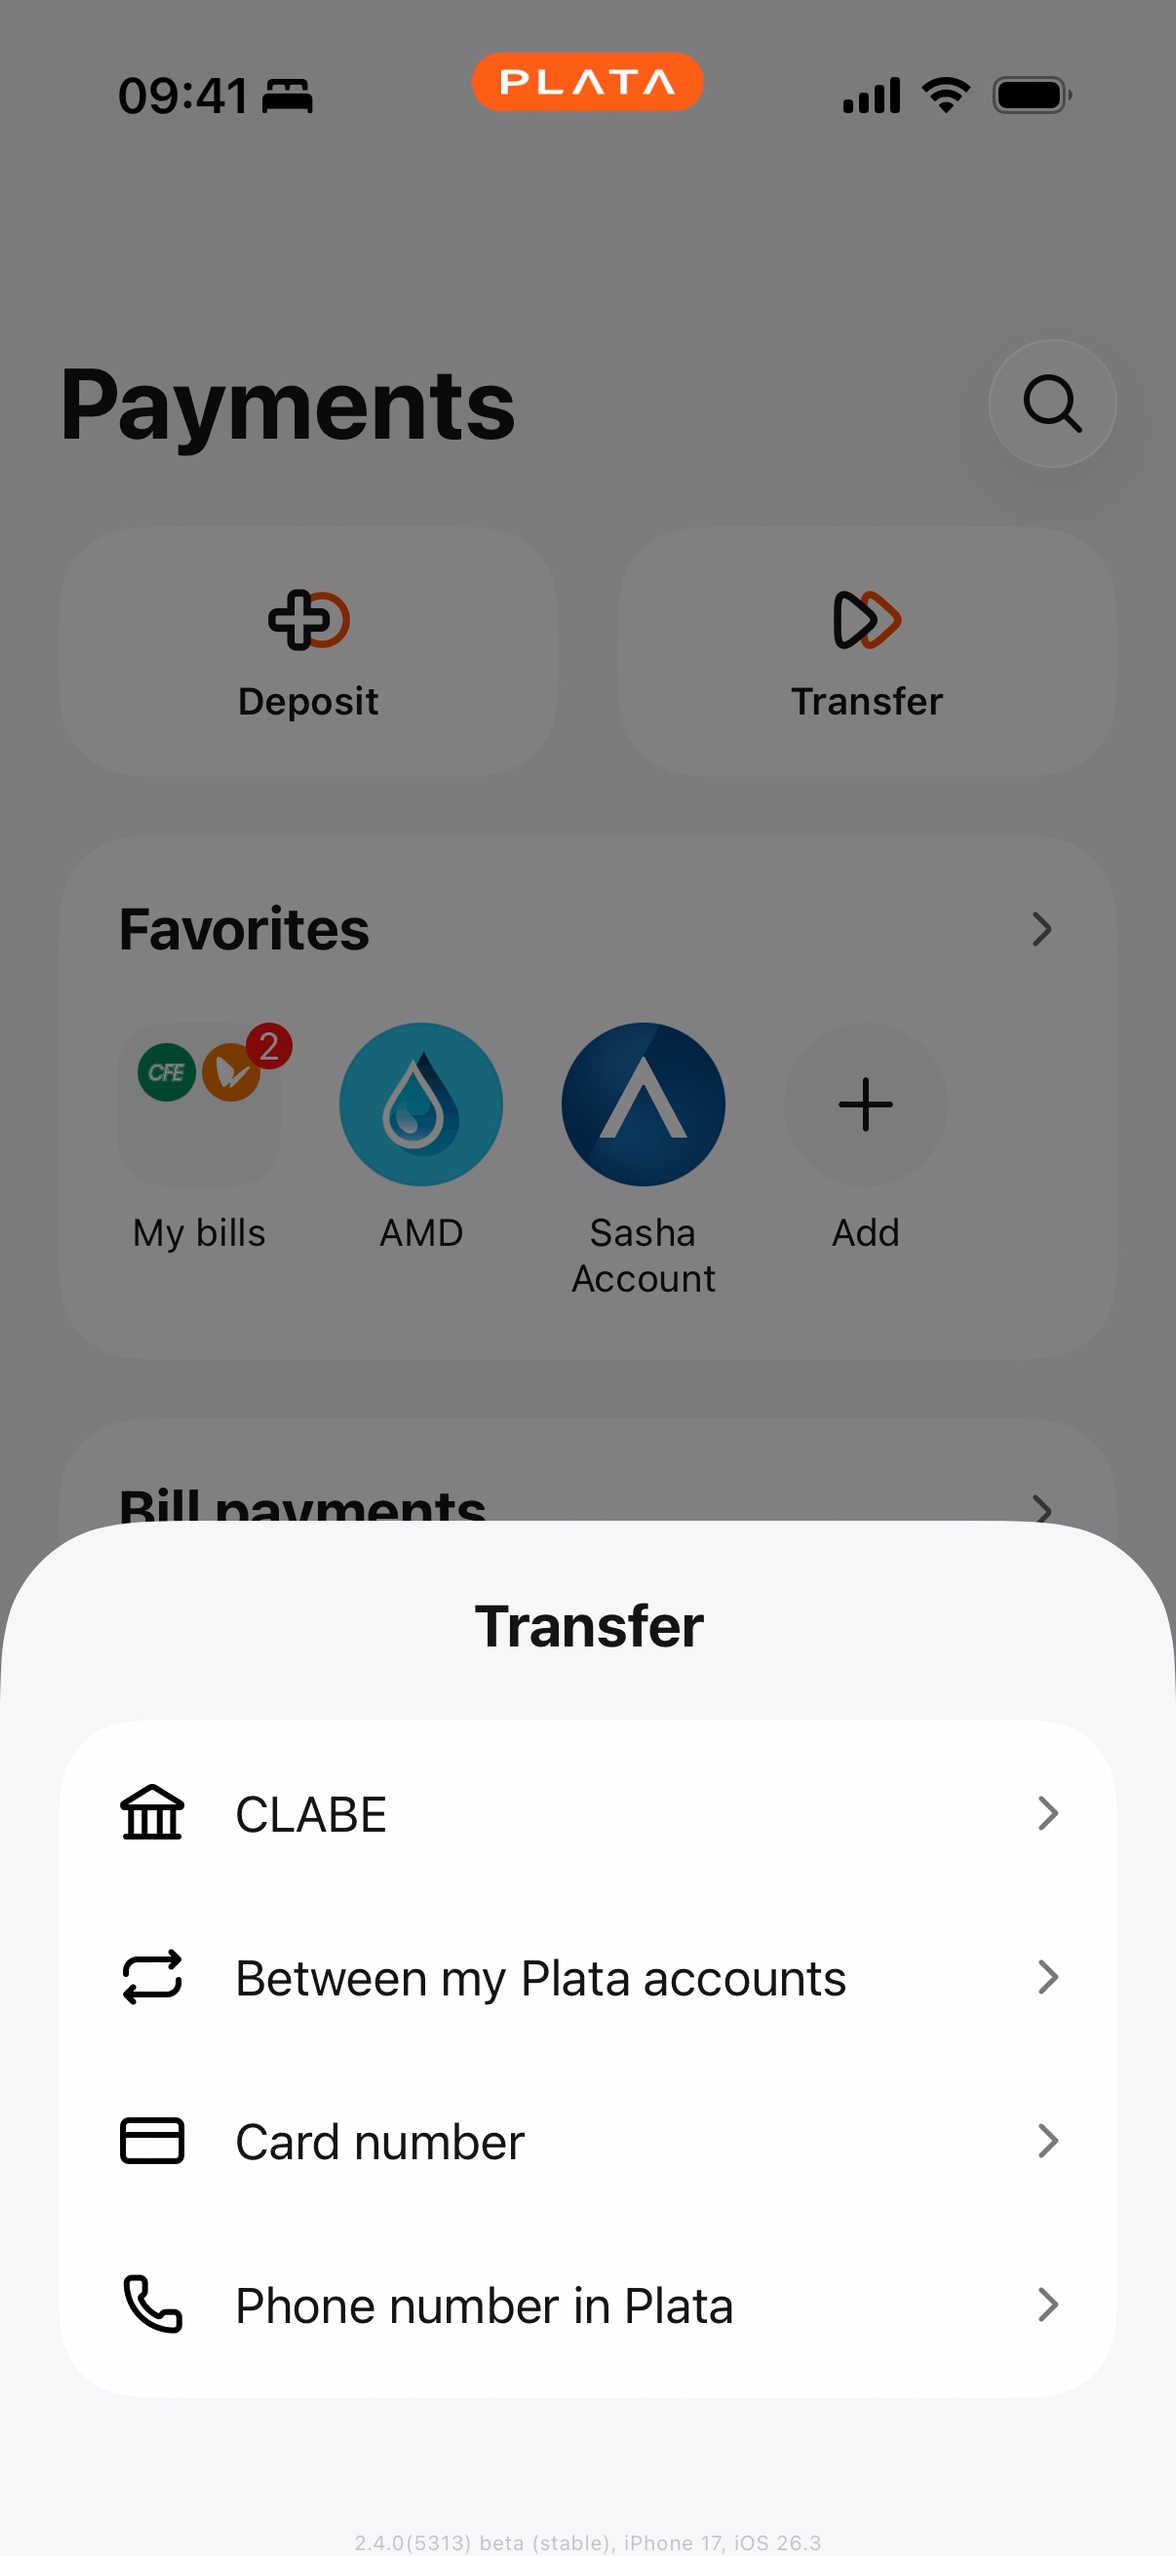 09:41
PLATA
Payments
Deposit
Transfer
Favorites
CFE
2
My bills
AMD
Sasha
Account
Add
Bill payments
Transfer
CLABE
Between my Plata accounts
Card number
Phone number in Plata
2.4.0(5313) beta (stable), iPhone 17, iOS 26.3